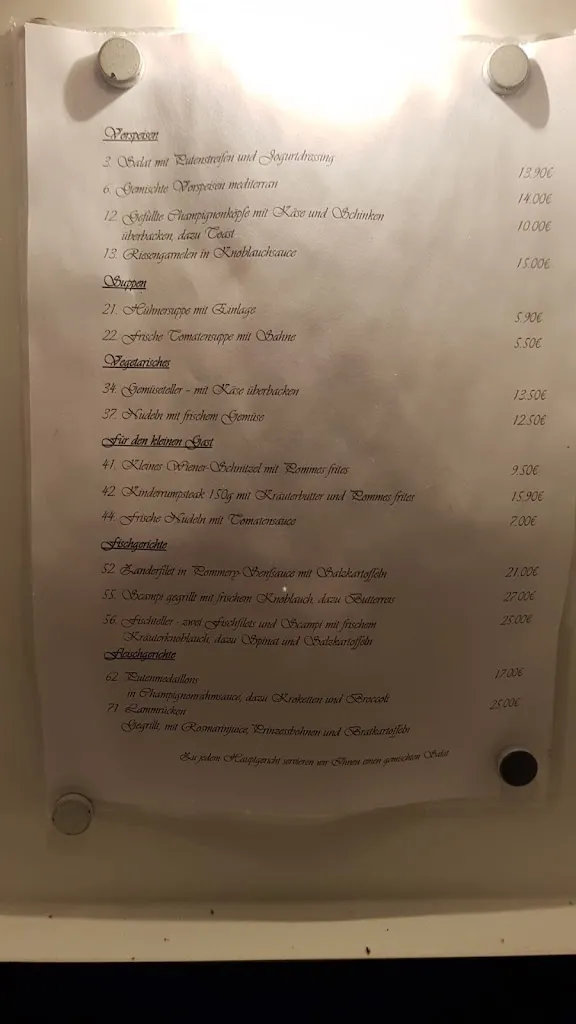 Vorspeisen
3. Salat mit Putenstreifen und Jogurtdressing 13.90€
6. Gemischte Vorspeisen mediterran 14.00€
12. Gefüllte Champignonköpfe mit Käse und Schinken 10.00€
überbacken, dazu Toast
13. Riesengarnelen in Knoblauchsauce 15.00€
Suppen
21. Hühnersuppe mit Einlage 5.90€
22. Frische Tomatensuppe mit Sahne 5.50€
Vegetarisches
34. Gemüseteller - mit Käse überbacken 13.50€
37. Nudeln mit frischem Gemüse 12.50€
Für den kleinen Gast
41. Kleines Wiener-Schnitzel mit Pommes frites 9.50€
42. Kinderrumpsteak 150g mit Kräuterbutter und Pommes frites 15.90€
44. Frische Nudeln mit Tomatensauce 7.00€
Fischgerichte
52. Zanderfilet in Pommery-Senfsauce mit Salzkartoffeln 21.00€
55. Scampi gegrillt mit frischem Knoblauch, dazu Butterreis 27.00€
56. Fischteller - zwei Fischfilets und Scampi mit frischem 25.00€
Kräuterknoblauch, dazu Spinat und Salzkartoffeln
Fleischgerichte
62. Putenmedaillons 17.00€
in Champignonrahmsauce, dazu Kroketten und Broccoli
71. Lammrücken 25.00€
Gegrillt, mit Rosmarinjuice, Prinzessbohnen und Bratkartoffeln
Zu jedem Hauptgericht servieren wir Ihnen einen gemischten Salat